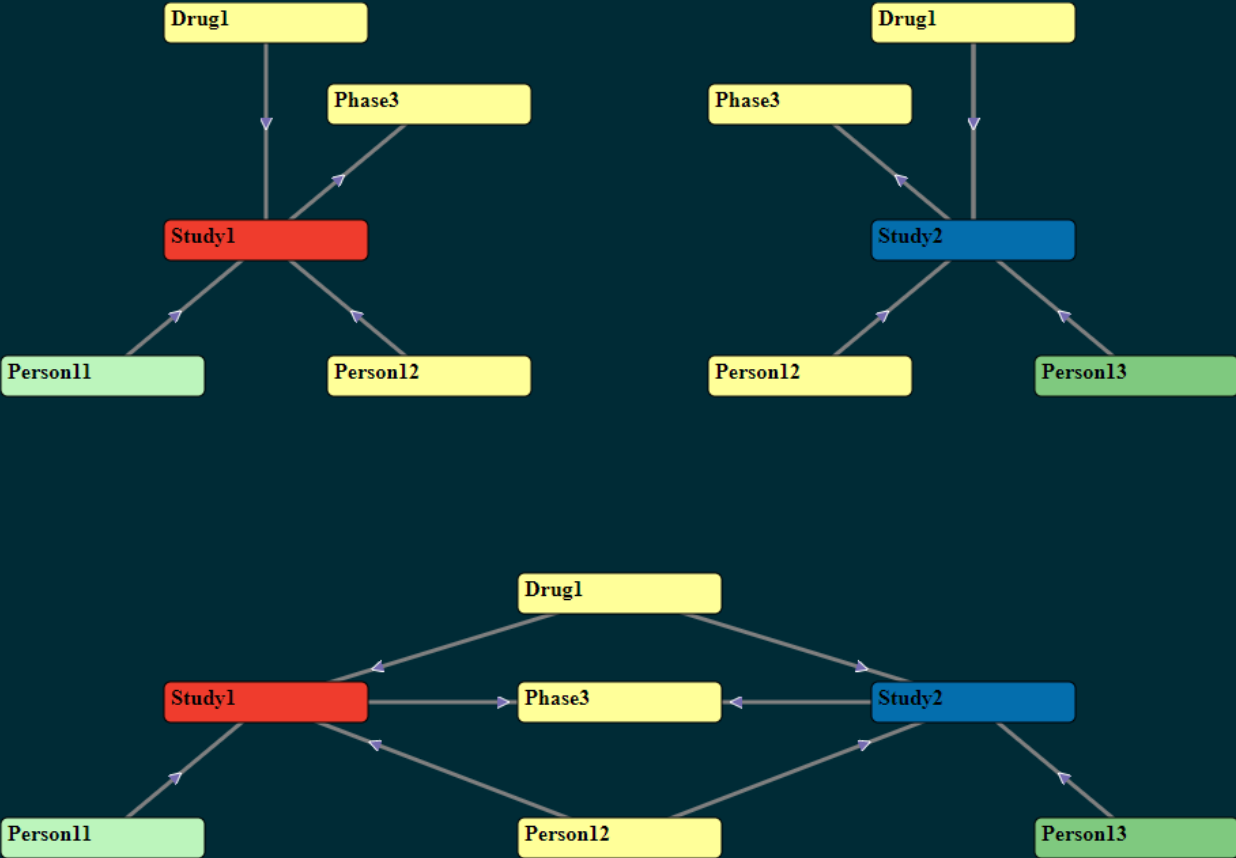 Drug1
Drug1
Phase3
Phase3
Study1
Study2
Person11
Person12
Person12
Person13
Drug1
Study1
Phase3
Study2
Person11
Person12
Person13